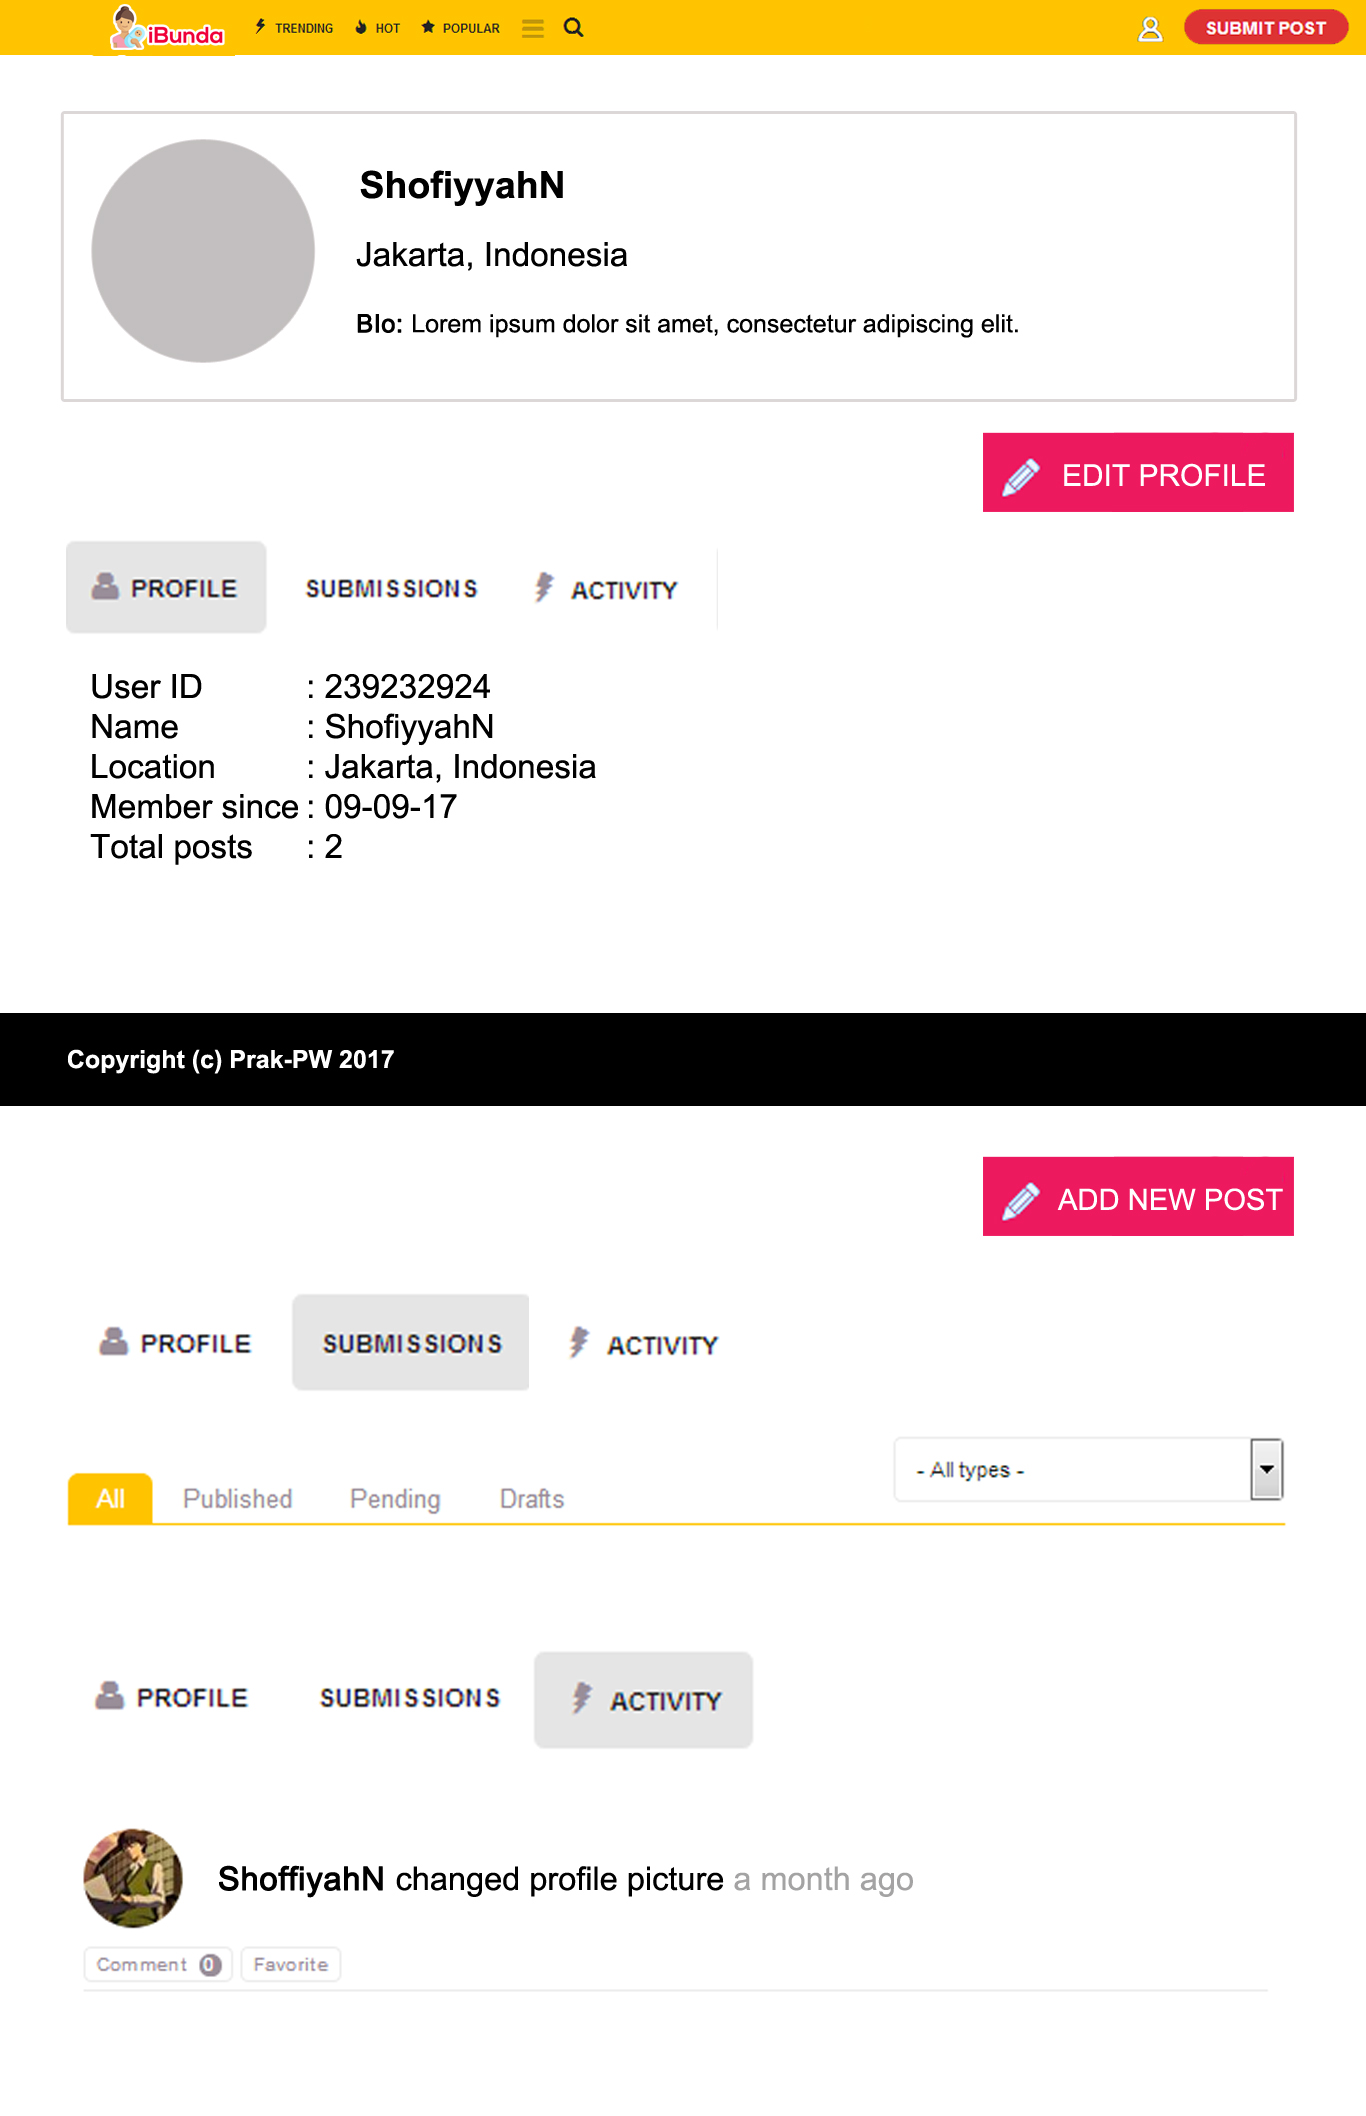 iBunda TRENDING HOT POPULAR SUBMIT POST
ShofiyyahN
Jakarta, Indonesia
BIo: Lorem ipsum dolor sit amet, consectetur adipiscing elit.
EDIT PROFILE
PROFILE SUBMISSIONS ACTIVITY
User ID : 239232924
Name : ShofiyyahN
Location : Jakarta, Indonesia
Member since : 09-09-17
Total posts : 2
Copyright (c) Prak-PW 2017
ADD NEW POST
PROFILE SUBMISSIONS ACTIVITY
- All types -
All Published Pending Drafts
PROFILE SUBMISSIONS ACTIVITY
ShoffiyahN changed profile picture a month ago
Comment 0 Favorite